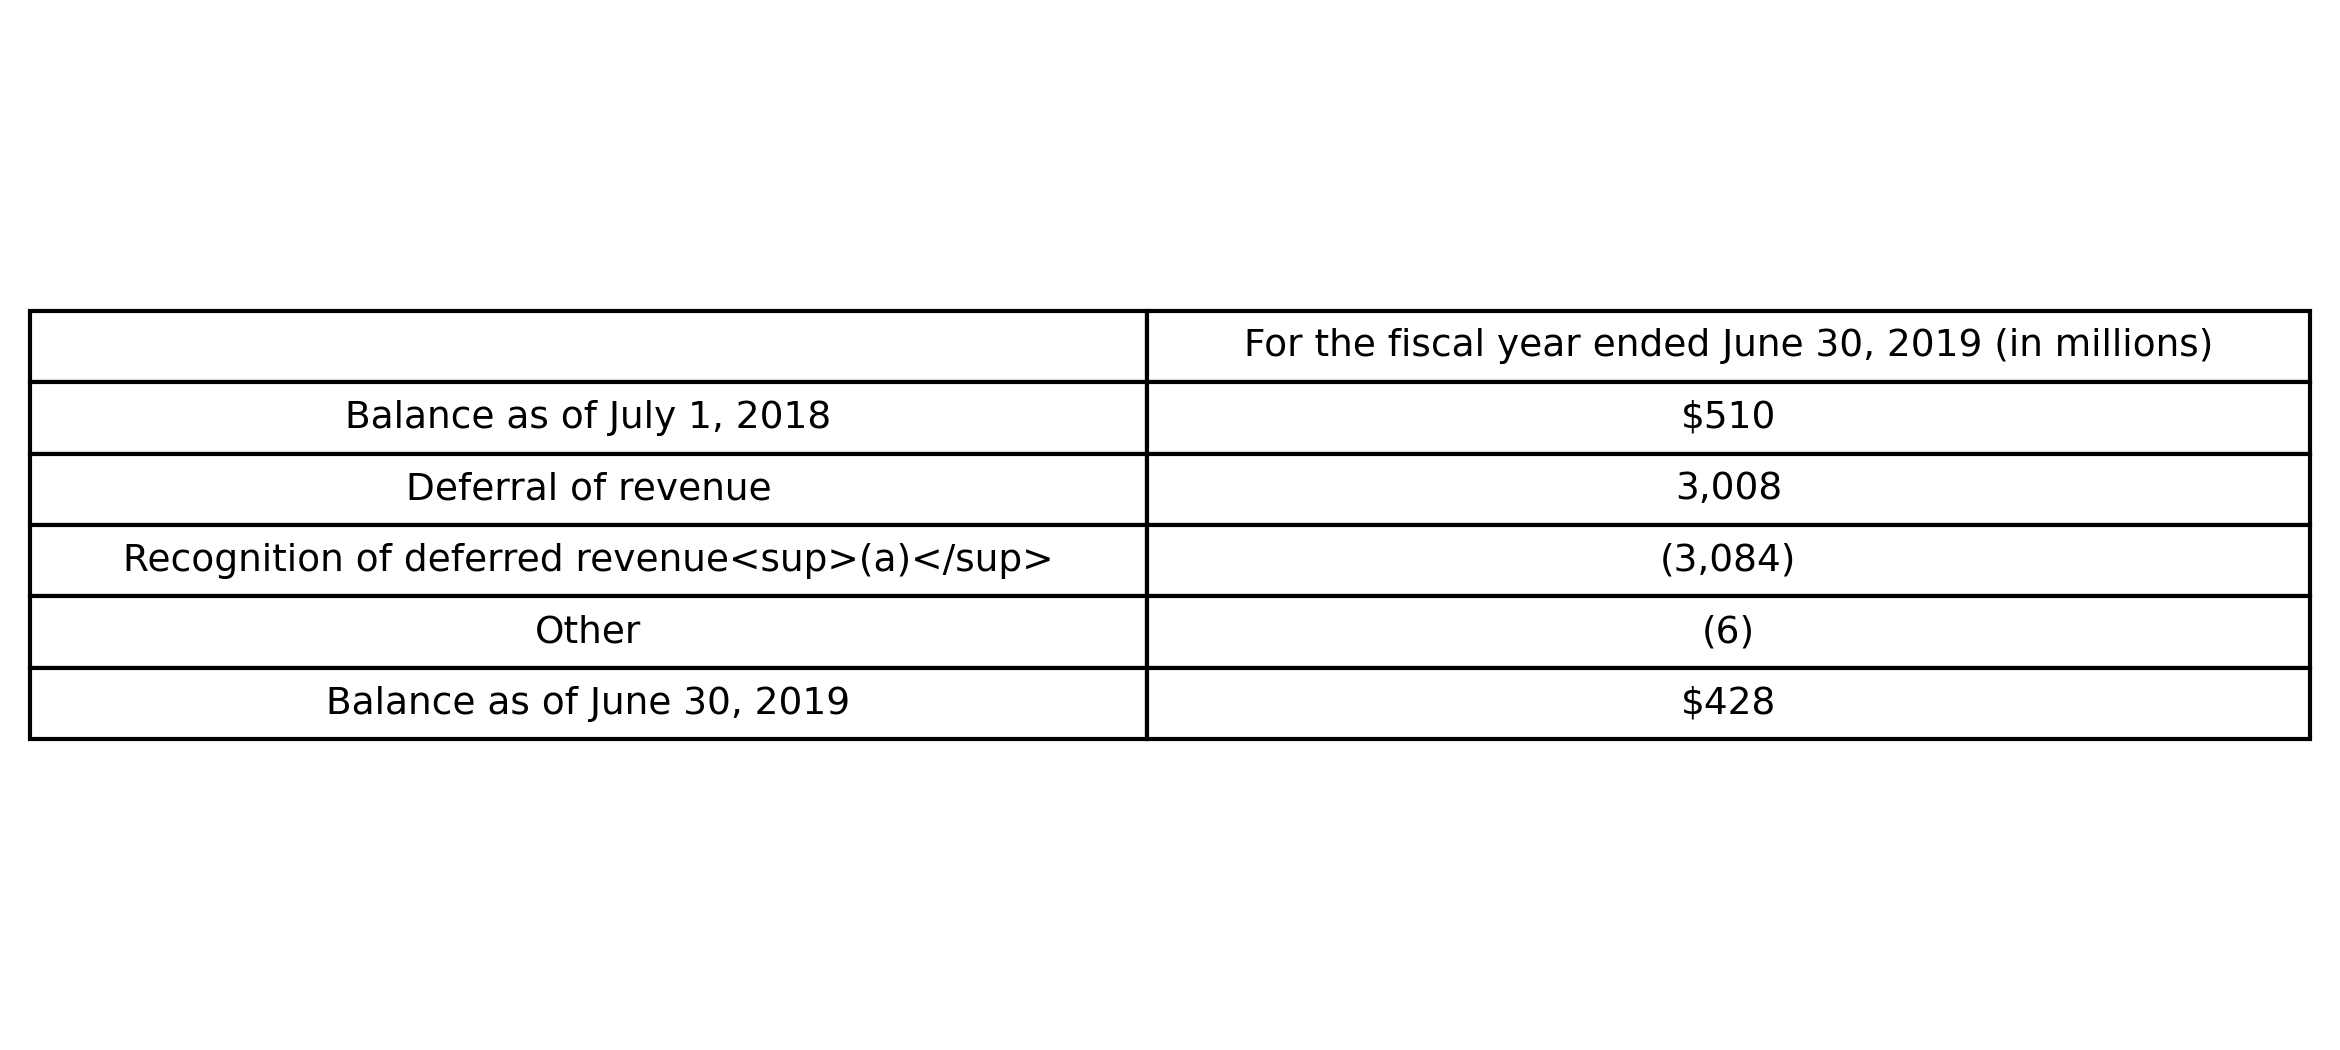 For the fiscal year ended June 30, 2019 (in millions)
Balance as of July 1, 2018 $510
Deferral of revenue 3,008
Recognition of deferred revenue<sup>(a)</sup> (3,084)
Other (6)
Balance as of June 30, 2019 $428